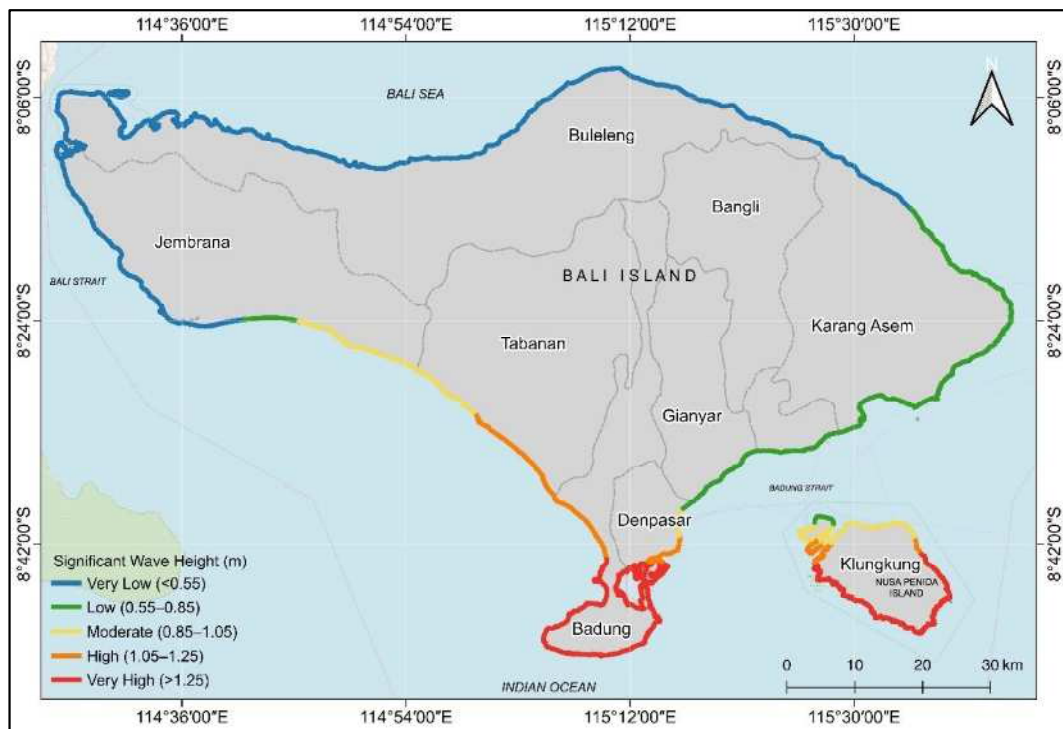 114°36'00"E 114°54'00"E 115°12'00"E 115°30'00"E
N
8°06'00"S 8°06'00"S
BALI SEA
Buleleng
Bangli
Jembrana
BALI STRAIT
BALI ISLAND
8°24'00"S 8°24'00"S
Karang Asem
Tabanan
Gianyar
BADUNG STRAIT
Denpasar
8°42'00"S 8°42'00"S
Klungkung
NUSA PENIDA
ISLAND
Badung
Significant Wave Height (m)
Very Low (<0.55)
Low (0.55–0.85)
Moderate (0.85–1.05)
High (1.05–1.25)
Very High (>1.25)
INDIAN OCEAN
0 10 20 30 km
114°36'00"E 114°54'00"E 115°12'00"E 115°30'00"E